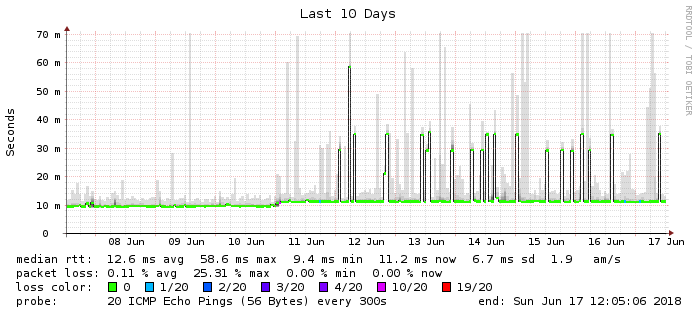 Last 10 Days
RRDTOOL / TOBI OETIKER
Seconds
70 m
60 m
50 m
40 m
30 m
20 m
10 m
0
08 Jun 09 Jun 10 Jun 11 Jun 12 Jun 13 Jun 14 Jun 15 Jun 16 Jun 17 Jun
median rtt: 12.6 ms avg 58.6 ms max 9.4 ms min 11.2 ms now 6.7 ms sd 1.9 am/s
packet loss: 0.11 % avg 25.31 % max 0.00 % min 0.00 % now
loss color: 0 1/20 2/20 3/20 4/20 10/20 19/20
probe: 20 ICMP Echo Pings (56 Bytes) every 300s end: Sun Jun 17 12:05:06 2018